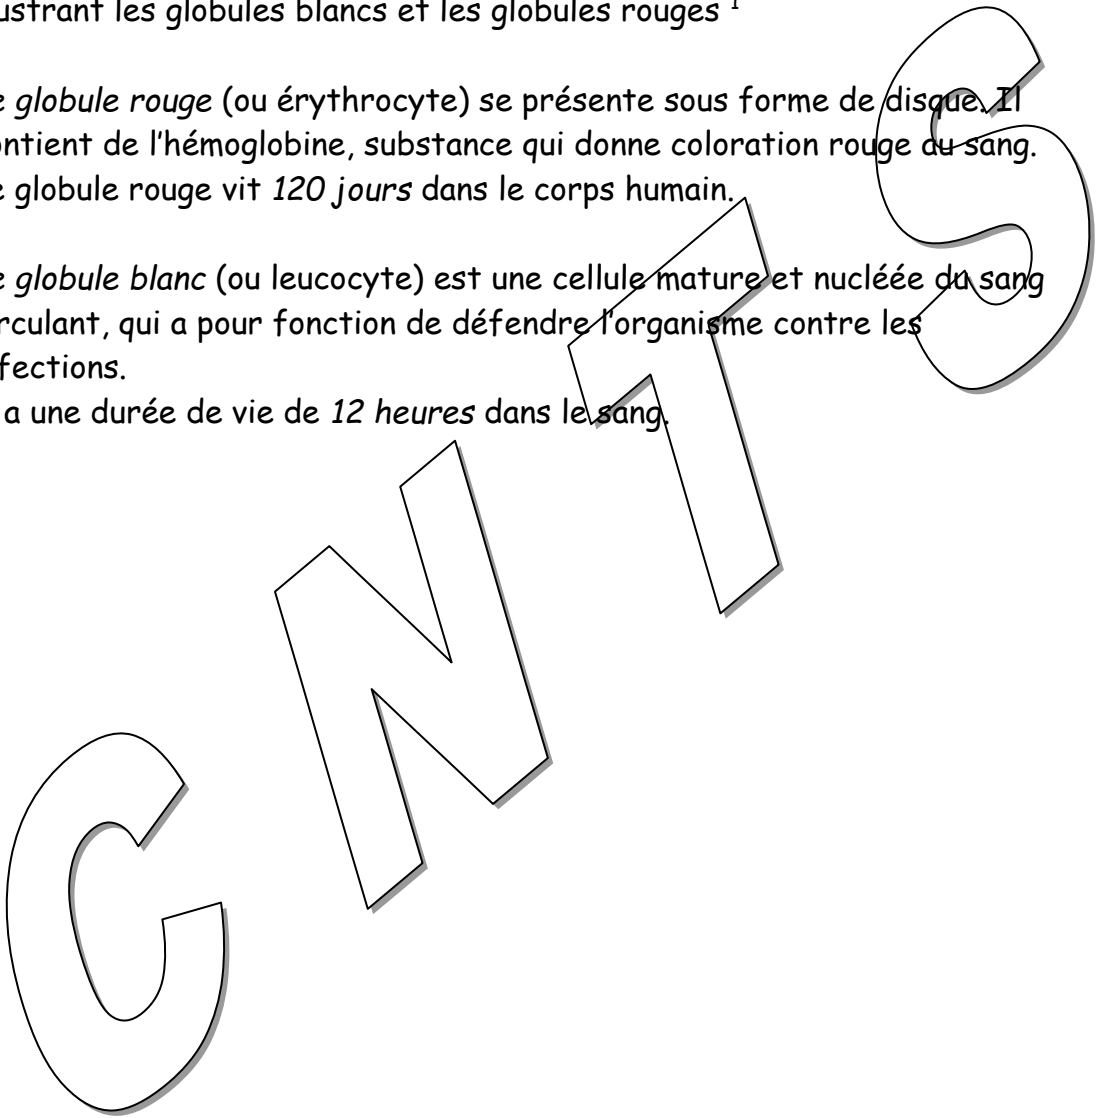 ustrant les globules blancs et les globules rouges 1
e globule rouge (ou érythrocyte) se présente sous forme de disque. Il
ontient de l'hémoglobine, substance qui donne coloration rouge du sang.
e globule rouge vit 120 jours dans le corps humain.
e globule blanc (ou leucocyte) est une cellule mature et nucléée du sang
rculant, qui a pour fonction de défendre l'organisme contre les
fections.
a une durée de vie de 12 heures dans le sang.
CNTS